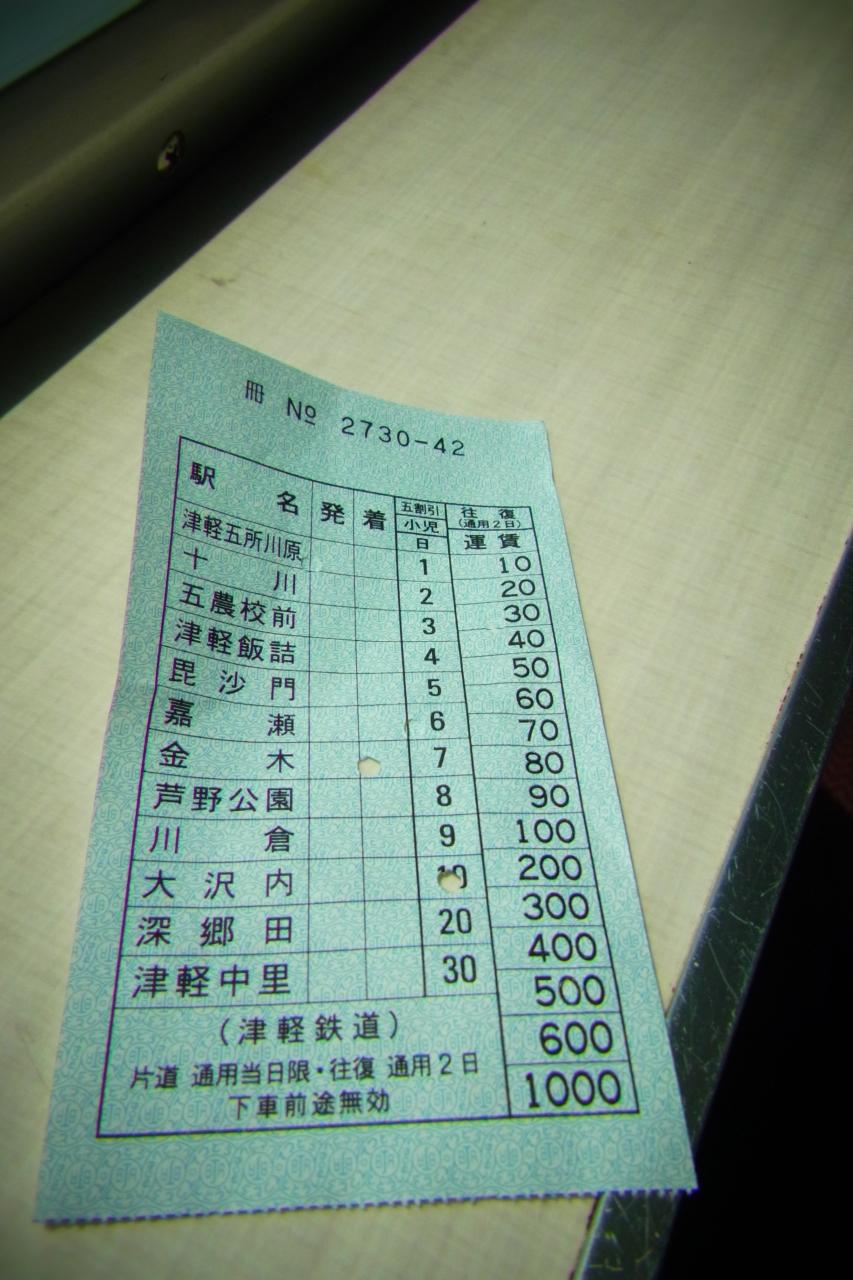 冊 № 2730-42
駅名 発 着 五割引 小児 日 往復 (通用2日) 運賃
津軽五所川原 1 10
十川 2 20
五農校前 3 30
津軽飯詰 4 40
毘沙門 5 50
嘉瀬 6 60
金木 7 70
芦野公園 8 80
川倉 9 90
大沢内 10 100
深郷田 20 200
津軽中里 30 300
400
500
(津軽鉄道) 600
片道 通用当日限・往復 通用2日 1000
下車前途無効